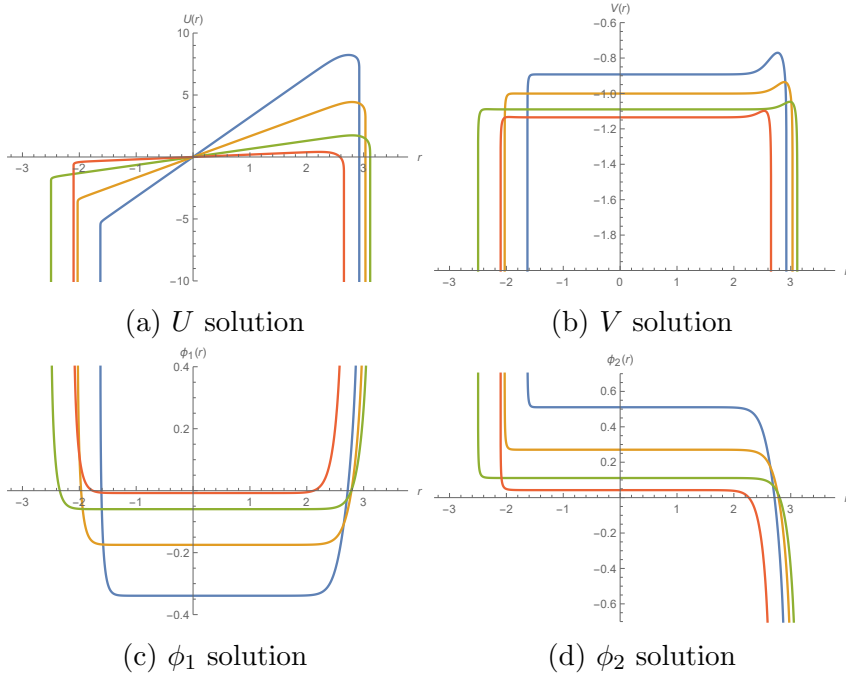 U(r)
10
5
-3 -2 -1 1 2 3 r
-5
-10
(a) U solution
V(r)
-0.6
-0.8
-1.0
-1.2
-1.4
-1.6
-1.8
-3 -2 -1 0 1 2 3
(b) V solution
ϕ1(r)
0.4
0.2
-3 -2 -1 1 2 3 r
-0.2
-0.4
(c) ϕ1 solution
ϕ2(r)
0.6
0.4
0.2
-3 -2 -1 1 2 3
-0.2
-0.4
-0.6
(d) ϕ2 solution